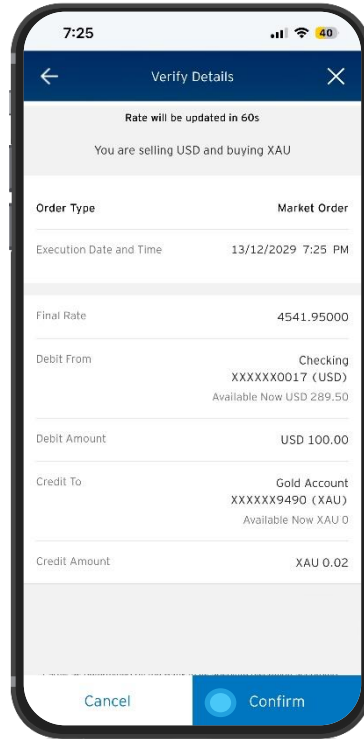 7:25
40
Verify Details
Rate will be updated in 60s
You are selling USD and buying XAU
Order Type
Market Order
Execution Date and Time
13/12/2029 7:25 PM
Final Rate
4541.95000
Debit From
Checking
XXXXXX0017 (USD)
Available Now USD 289.50
Debit Amount
USD 100.00
Credit To
Gold Account
XXXXXX9490 (XAU)
Available Now XAU 0
Credit Amount
XAU 0.02
Cancel
Confirm